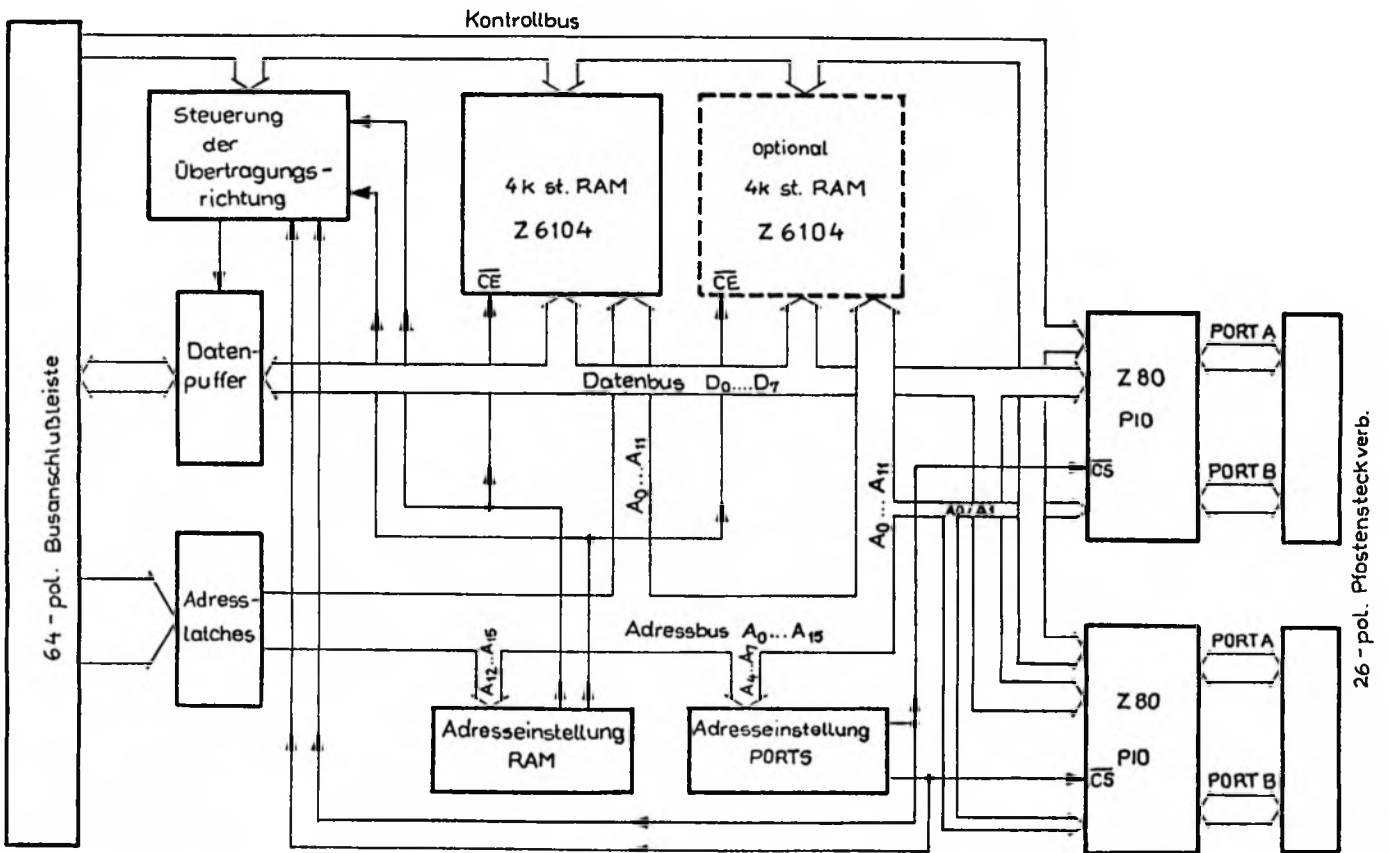 Kontrollbus
64-pol. Busanschlußleiste
Steuerung
der
Übertragungs-
richtung
4k st. RAM
Z 6104
CE
optional
4k st. RAM
Z 6104
CE
Daten-
puffer
Datenbus D0....D7
A0...A11
A0... A11
Z 80
PIO
CS
PORT A
PORT B
A0/A1
Adress-
latches
Adressbus A0... A15
A12..A15
A4..A7
Adresseinstellung
RAM
Adresseinstellung
PORTS
Z 80
PIO
CS
PORT A
PORT B
26-pol. Pfostensteckverb.